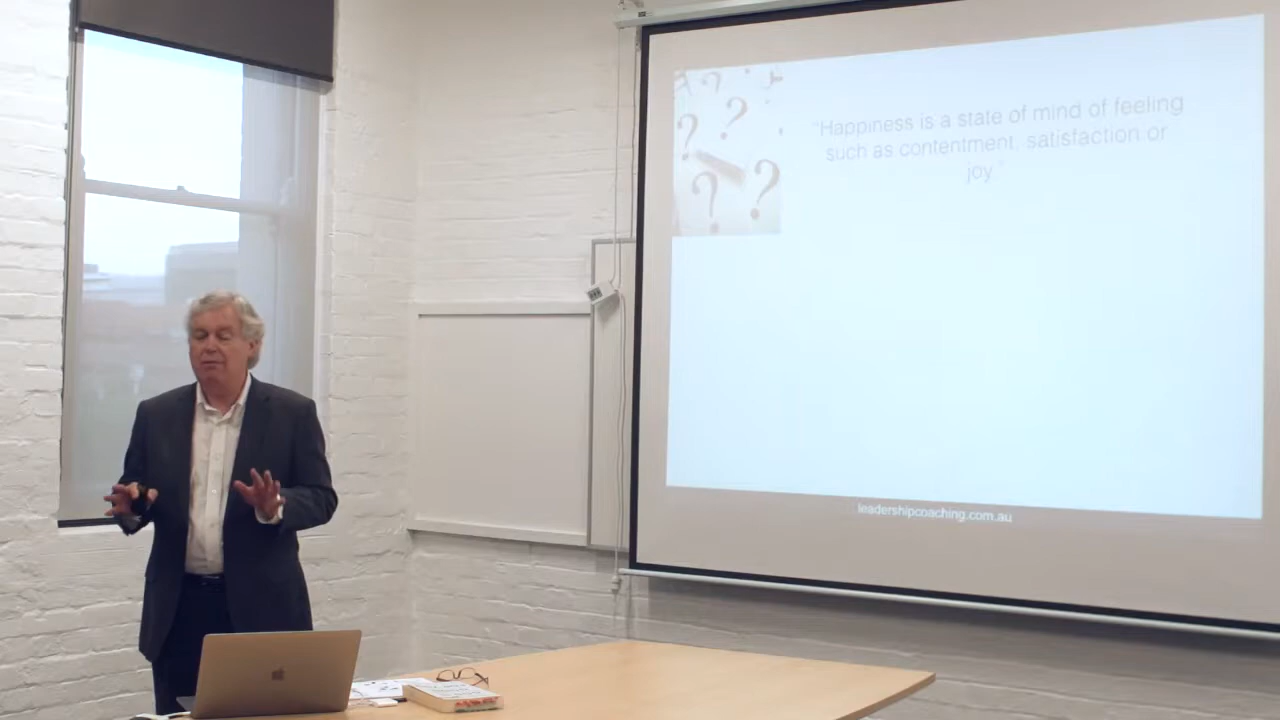 "Happiness is a state of mind of feeling
such as contentment, satisfaction or
joy."
leadershipcoaching.com.au